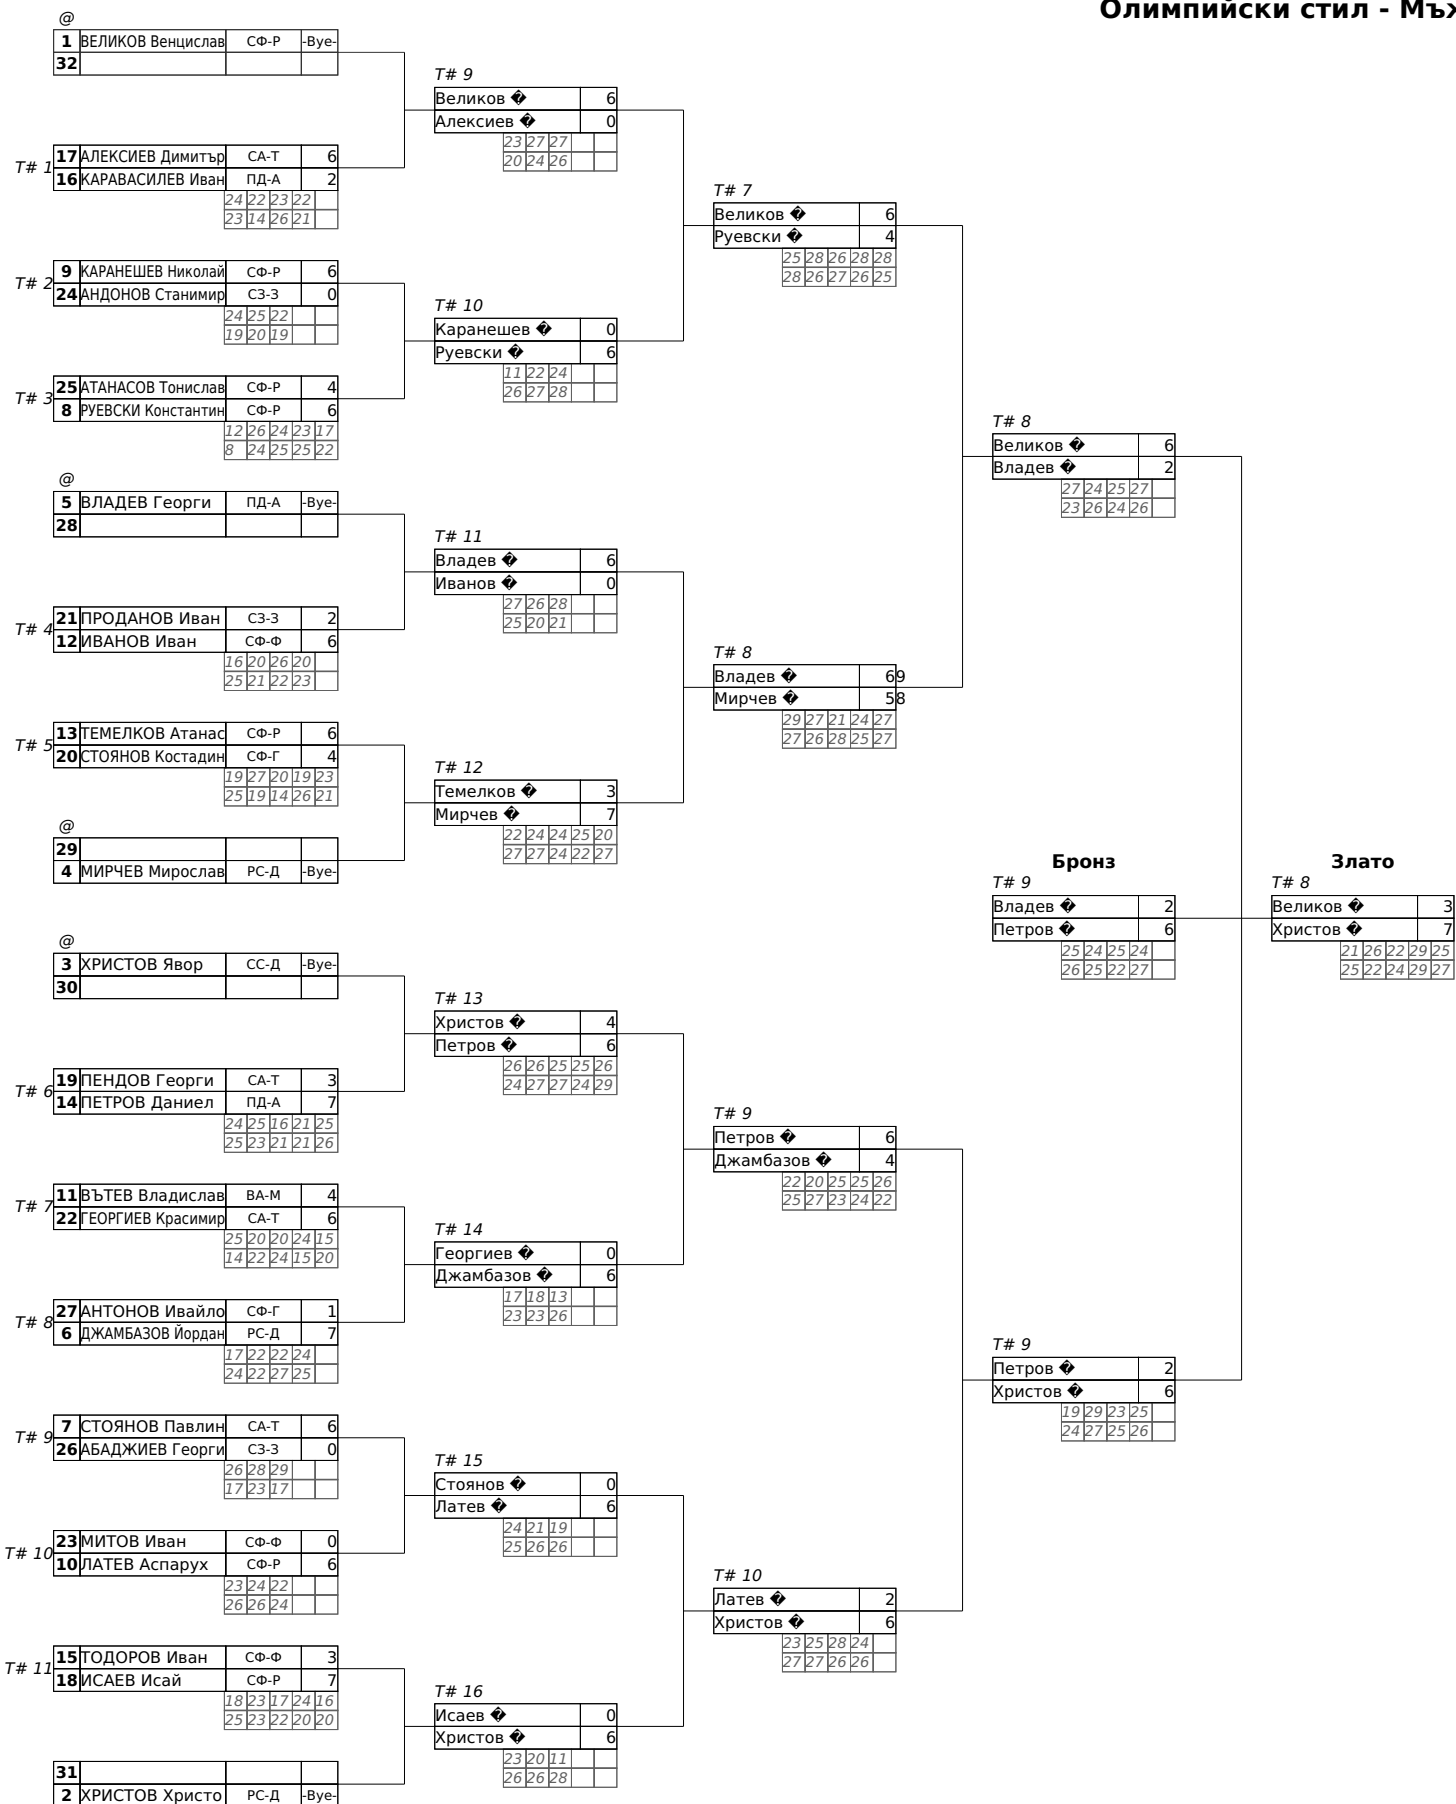 Олимпийски стил - Мъж
@
1 ВЕЛИКОВ Венцислав СФ-Р -Bye-
32
T# 1
17 АЛЕКСИЕВ Димитър СА-Т 6
16 КАРАВАСИЛЕВ Иван ПД-А 2
24 22 23 22
23 14 26 21
T# 2
9 КАРАНЕШЕВ Николай СФ-Р 6
24 АНДОНОВ Станимир СЗ-З 0
24 25 22
19 20 19
T# 3
25 АТАНАСОВ Тонислав СФ-Р 4
8 РУЕВСКИ Константин СФ-Р 6
12 26 24 23 17
8 24 25 25 22
@
5 ВЛАДЕВ Георги ПД-А -Bye-
28
T# 4
21 ПРОДАНОВ Иван СЗ-З 2
12 ИВАНОВ Иван СФ-Ф 6
16 20 26 20
25 21 22 23
T# 5
13 ТЕМЕЛКОВ Атанас СФ-Р 6
20 СТОЯНОВ Костадин СФ-Г 4
19 27 20 19 23
25 19 14 26 21
@
29
4 МИРЧЕВ Мирослав РС-Д -Bye-
@
3 ХРИСТОВ Явор СС-Д -Bye-
30
T# 6
19 ПЕНДОВ Георги СА-Т 3
14 ПЕТРОВ Даниел ПД-А 7
24 25 16 21 25
25 23 21 21 26
T# 7
11 ВЪТЕВ Владислав ВА-М 4
22 ГЕОРГИЕВ Красимир СА-Т 6
25 20 20 24 15
14 22 24 15 20
T# 8
27 АНТОНОВ Ивайло СФ-Г 1
6 ДЖАМБАЗОВ Йордан РС-Д 7
17 22 22 24
24 22 27 25
T# 9
7 СТОЯНОВ Павлин СА-Т 6
26 АБАДЖИЕВ Георги СЗ-З 0
26 28 29
17 23 17
T# 10
23 МИТОВ Иван СФ-Ф 0
10 ЛАТЕВ Аспарух СФ-Р 6
23 24 22
26 26 24
T# 11
15 ТОДОРОВ Иван СФ-Ф 3
18 ИСАЕВ Исай СФ-Р 7
18 23 17 24 16
25 23 22 20 20
31
2 ХРИСТОВ Христо РС-Д -Bye-
T# 9
Великов � 6
Алексиев � 0
23 27 27
20 24 26
T# 10
Каранешев � 0
Руевски � 6
11 22 24
26 27 28
T# 11
Владев � 6
Иванов � 0
27 26 28
25 20 21
T# 12
Темелков � 3
Мирчев � 7
22 24 24 25 20
27 27 24 22 27
T# 13
Христов � 4
Петров � 6
26 26 25 25 26
24 27 27 24 29
T# 14
Георгиев � 0
Джамбазов � 6
17 18 13
23 23 26
T# 15
Стоянов � 0
Латев � 6
24 21 19
25 26 26
T# 16
Исаев � 0
Христов � 6
23 20 11
26 26 28
T# 7
Великов � 6
Руевски � 4
25 28 26 28 28
28 26 27 26 25
T# 8
Владев � 69
Мирчев � 58
29 27 21 24 27
27 26 28 25 27
T# 9
Петров � 6
Джамбазов � 4
22 20 25 25 26
25 27 23 24 22
T# 10
Латев � 2
Христов � 6
23 25 28 24
27 27 26 26
T# 8
Великов � 6
Владев � 2
27 24 25 27
23 26 24 26
T# 9
Петров � 2
Христов � 6
19 29 23 25
24 27 25 26
Бронз
T# 9
Владев � 2
Петров � 6
25 24 25 24
26 25 22 27
Злато
T# 8
Великов � 3
Христов � 7
21 26 22 29 25
25 22 24 29 27